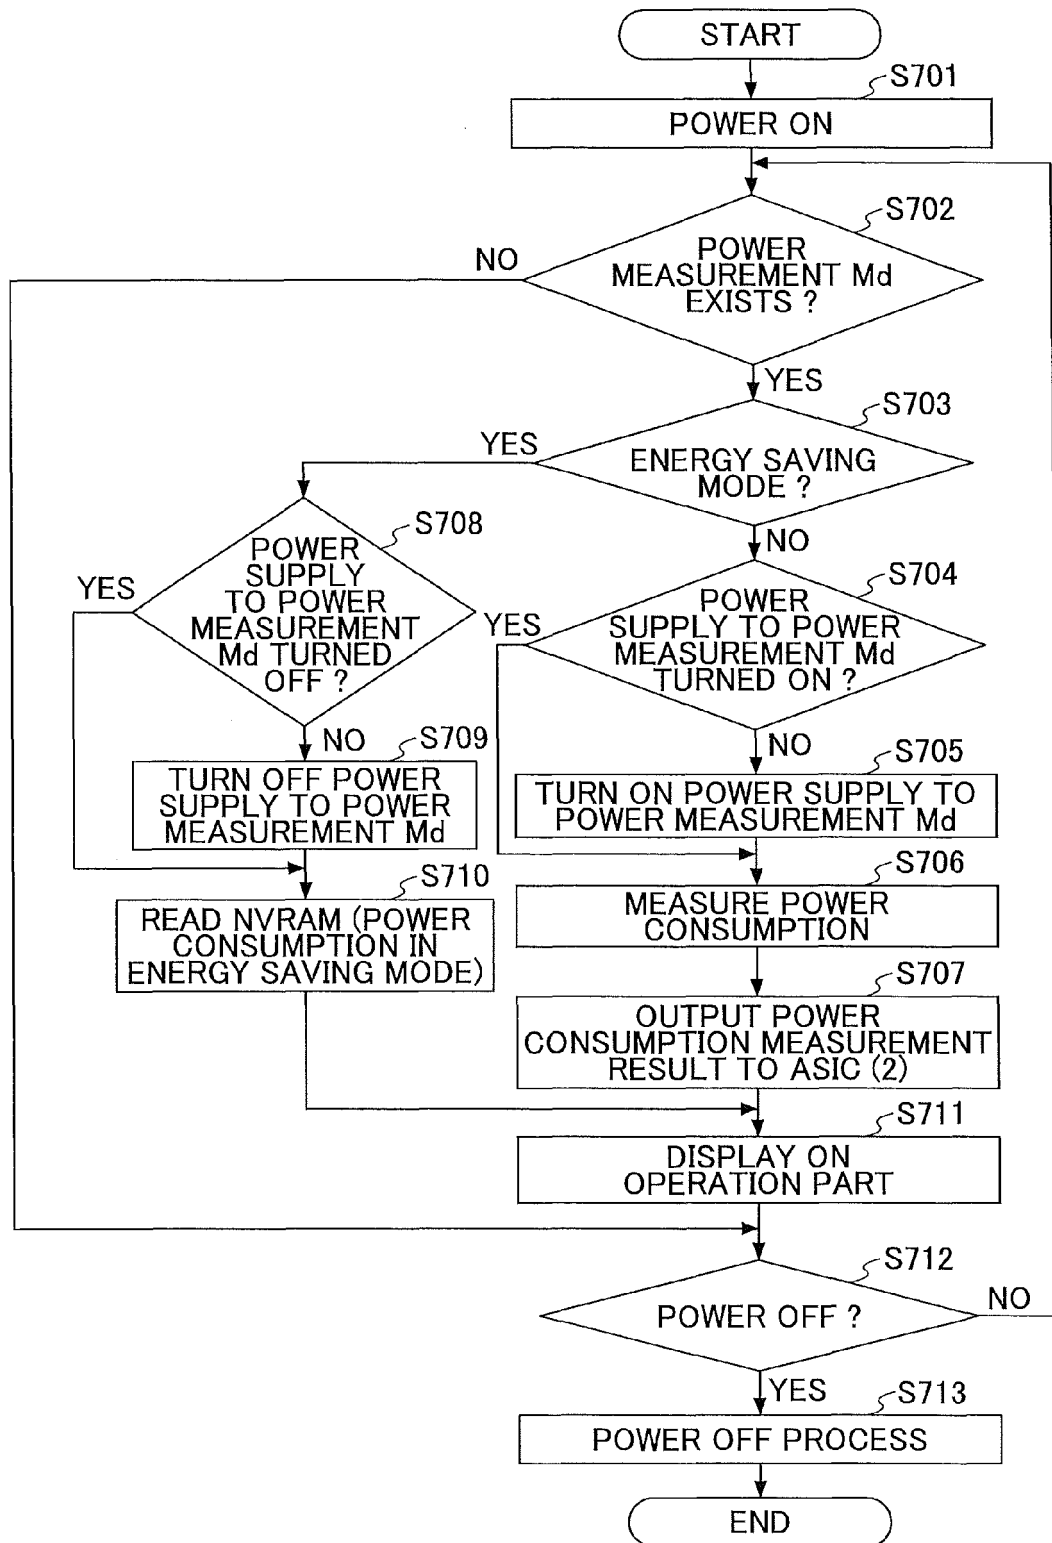 START
S701
POWER ON
S702
POWER
MEASUREMENT Md
EXISTS ?
NO
YES
S703
YES
ENERGY SAVING
MODE ?
NO
S708
POWER
SUPPLY
TO POWER
MEASUREMENT
Md TURNED
OFF ?
YES
NO
S704
POWER
SUPPLY TO POWER
MEASUREMENT Md
TURNED ON ?
YES
NO
S709
TURN OFF POWER
SUPPLY TO POWER
MEASUREMENT Md
S705
TURN ON POWER SUPPLY TO
POWER MEASUREMENT Md
S710
READ NVRAM (POWER
CONSUMPTION IN
ENERGY SAVING MODE)
S706
MEASURE POWER
CONSUMPTION
S707
OUTPUT POWER
CONSUMPTION MEASUREMENT
RESULT TO ASIC (2)
S711
DISPLAY ON
OPERATION PART
S712
POWER OFF ?
NO
YES
S713
POWER OFF PROCESS
END